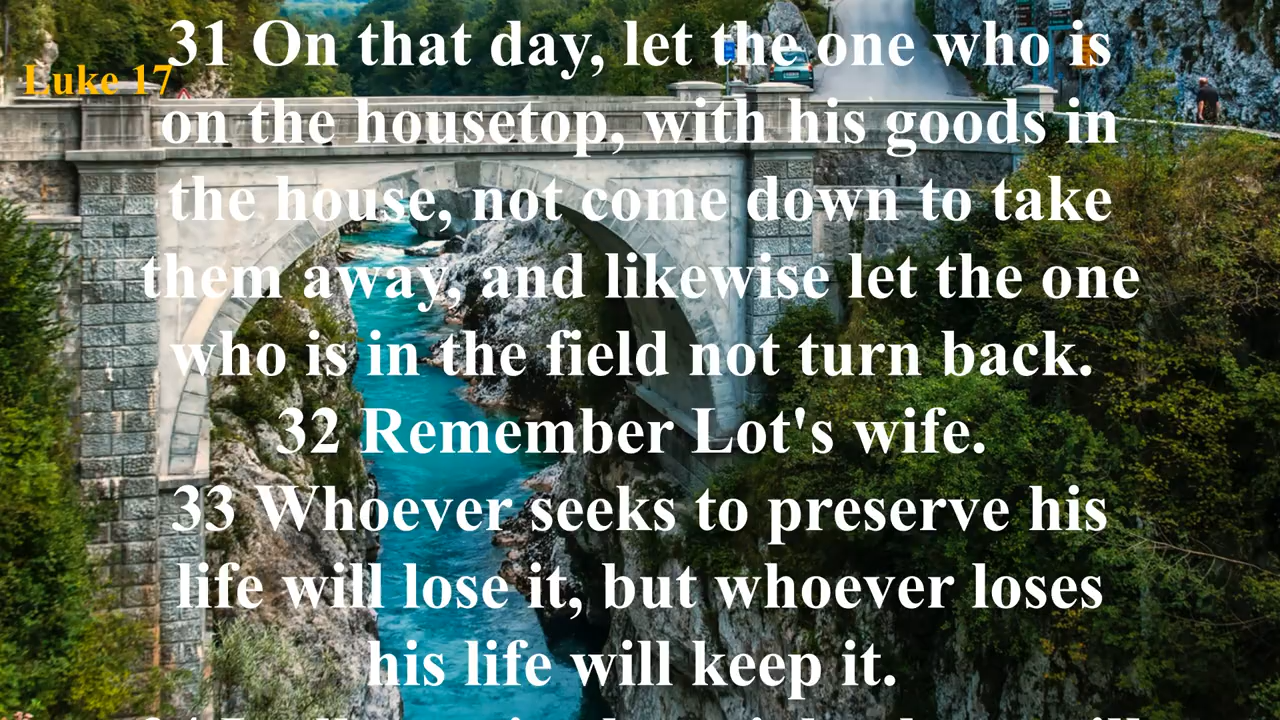 Luke 17
31 On that day, let the one who is
on the housetop, with his goods in
the house, not come down to take
them away, and likewise let the one
who is in the field not turn back.
32 Remember Lot's wife.
33 Whoever seeks to preserve his
life will lose it, but whoever loses
his life will keep it.